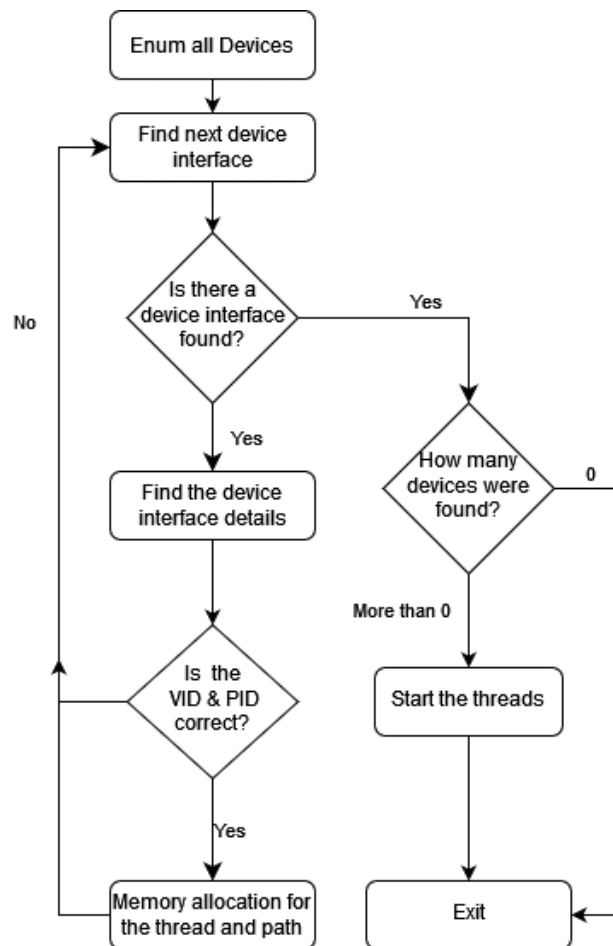 Enum all Devices
Find next device
interface
Is there a
device interface
found?
Yes
No
Yes
How many
devices were
found?
0
Find the device
interface details
More than 0
Is the
VID & PID
correct?
Start the threads
Yes
Memory allocation for
the thread and path
Exit